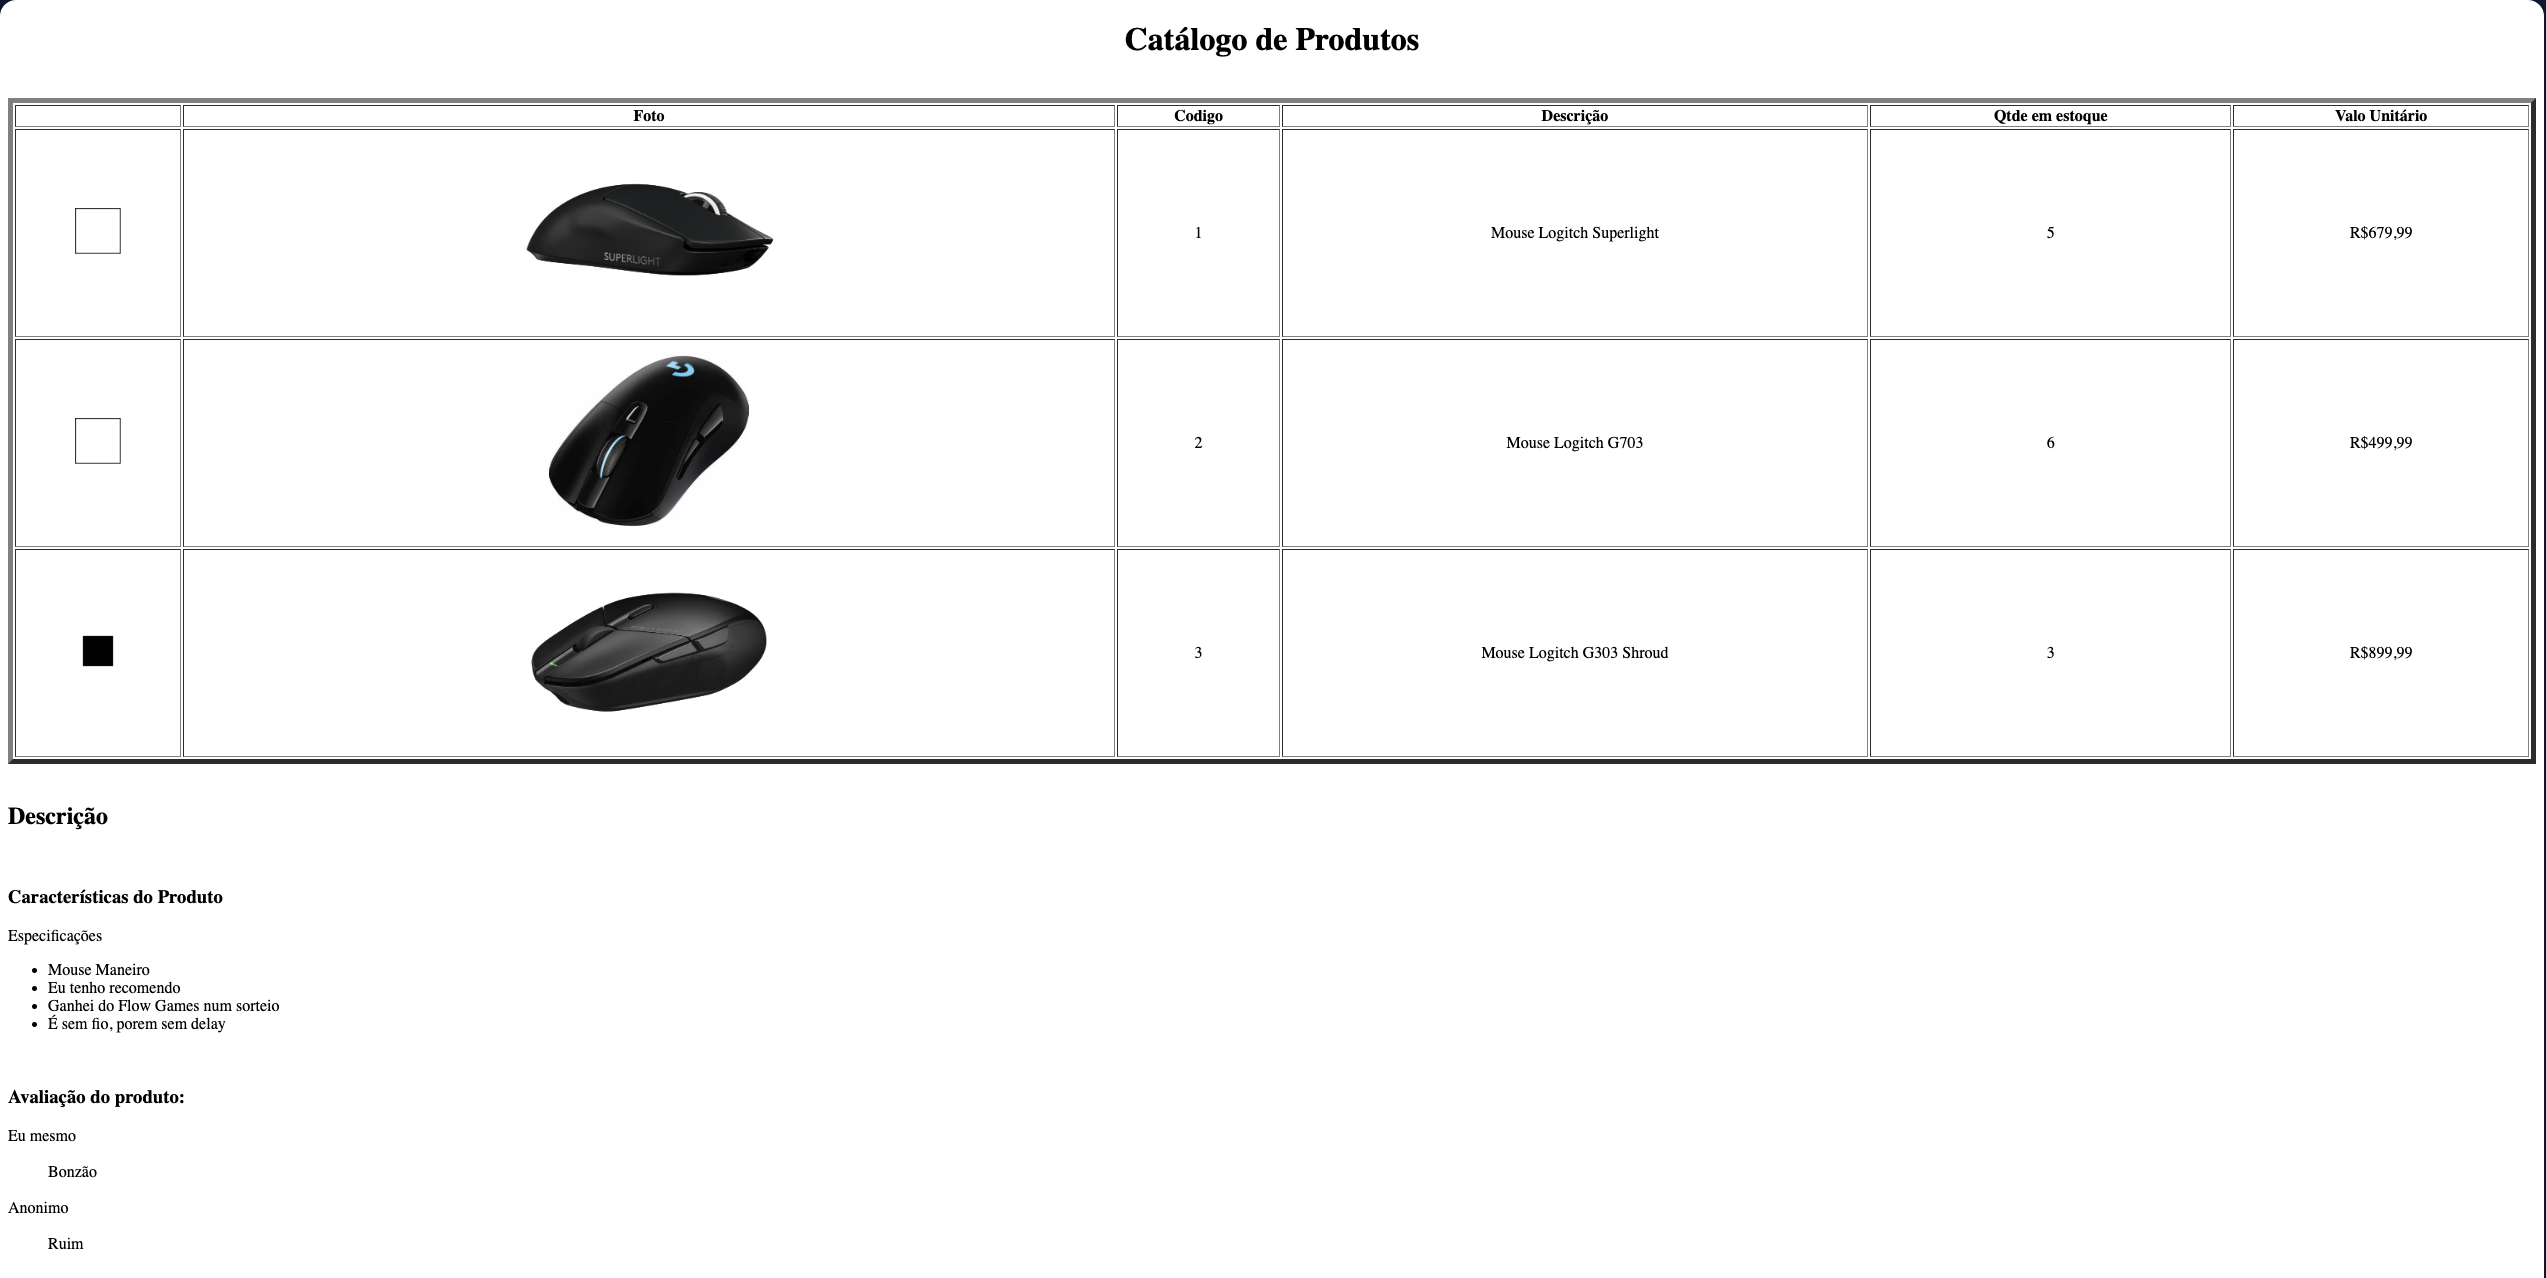 Catálogo de Produtos
Foto Codigo Descrição Qtde em estoque Valo Unitário
SUPERLIGHT
1 Mouse Logitch Superlight 5 R$679,99
2 Mouse Logitch G703 6 R$499,99
3 Mouse Logitch G303 Shroud 3 R$899,99
Descrição
Características do Produto
Especificações
Mouse Maneiro
Eu tenho recomendo
Ganhei do Flow Games num sorteio
É sem fio, porem sem delay
Avaliação do produto:
Eu mesmo
Bonzão
Anonimo
Ruim